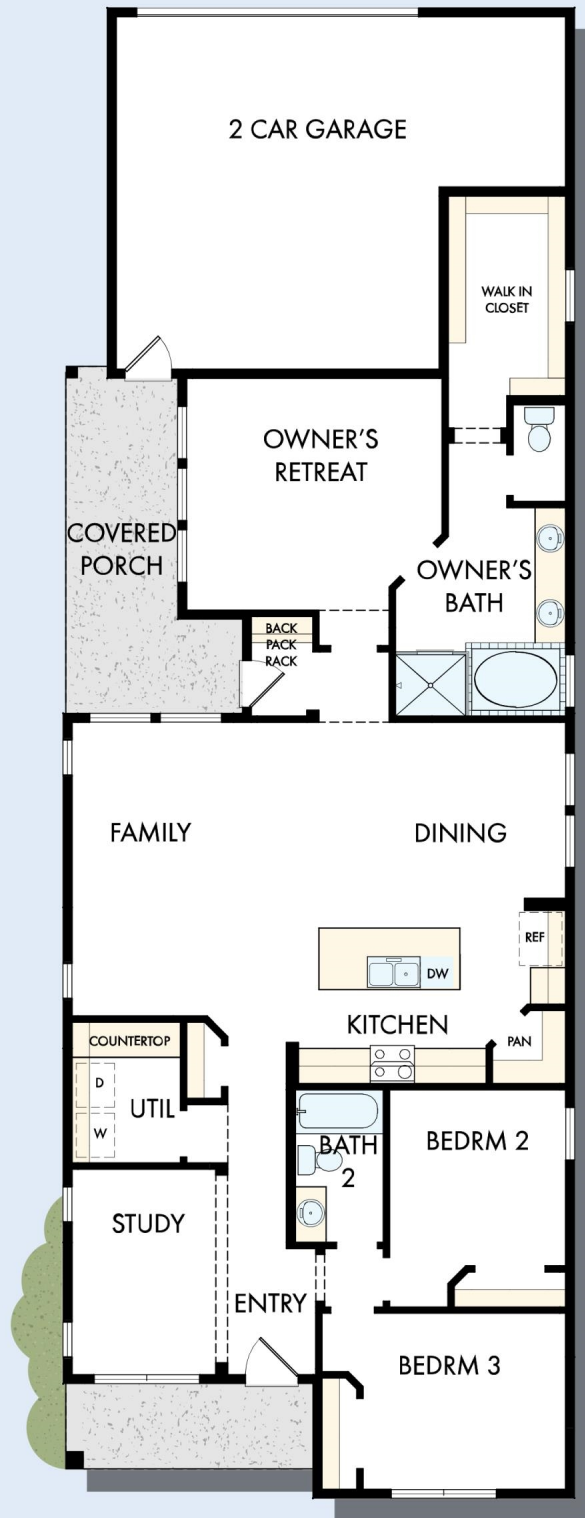 2 CAR GARAGE
WALK IN
CLOSET
OWNER'S
RETREAT
COVERED
PORCH
OWNER'S
BATH
BACK
PACK
RACK
FAMILY
DINING
REF
DW
KITCHEN
PAN
COUNTERTOP
D
UTIL
W
BATH
2
BEDRM 2
STUDY
ENTRY
BEDRM 3